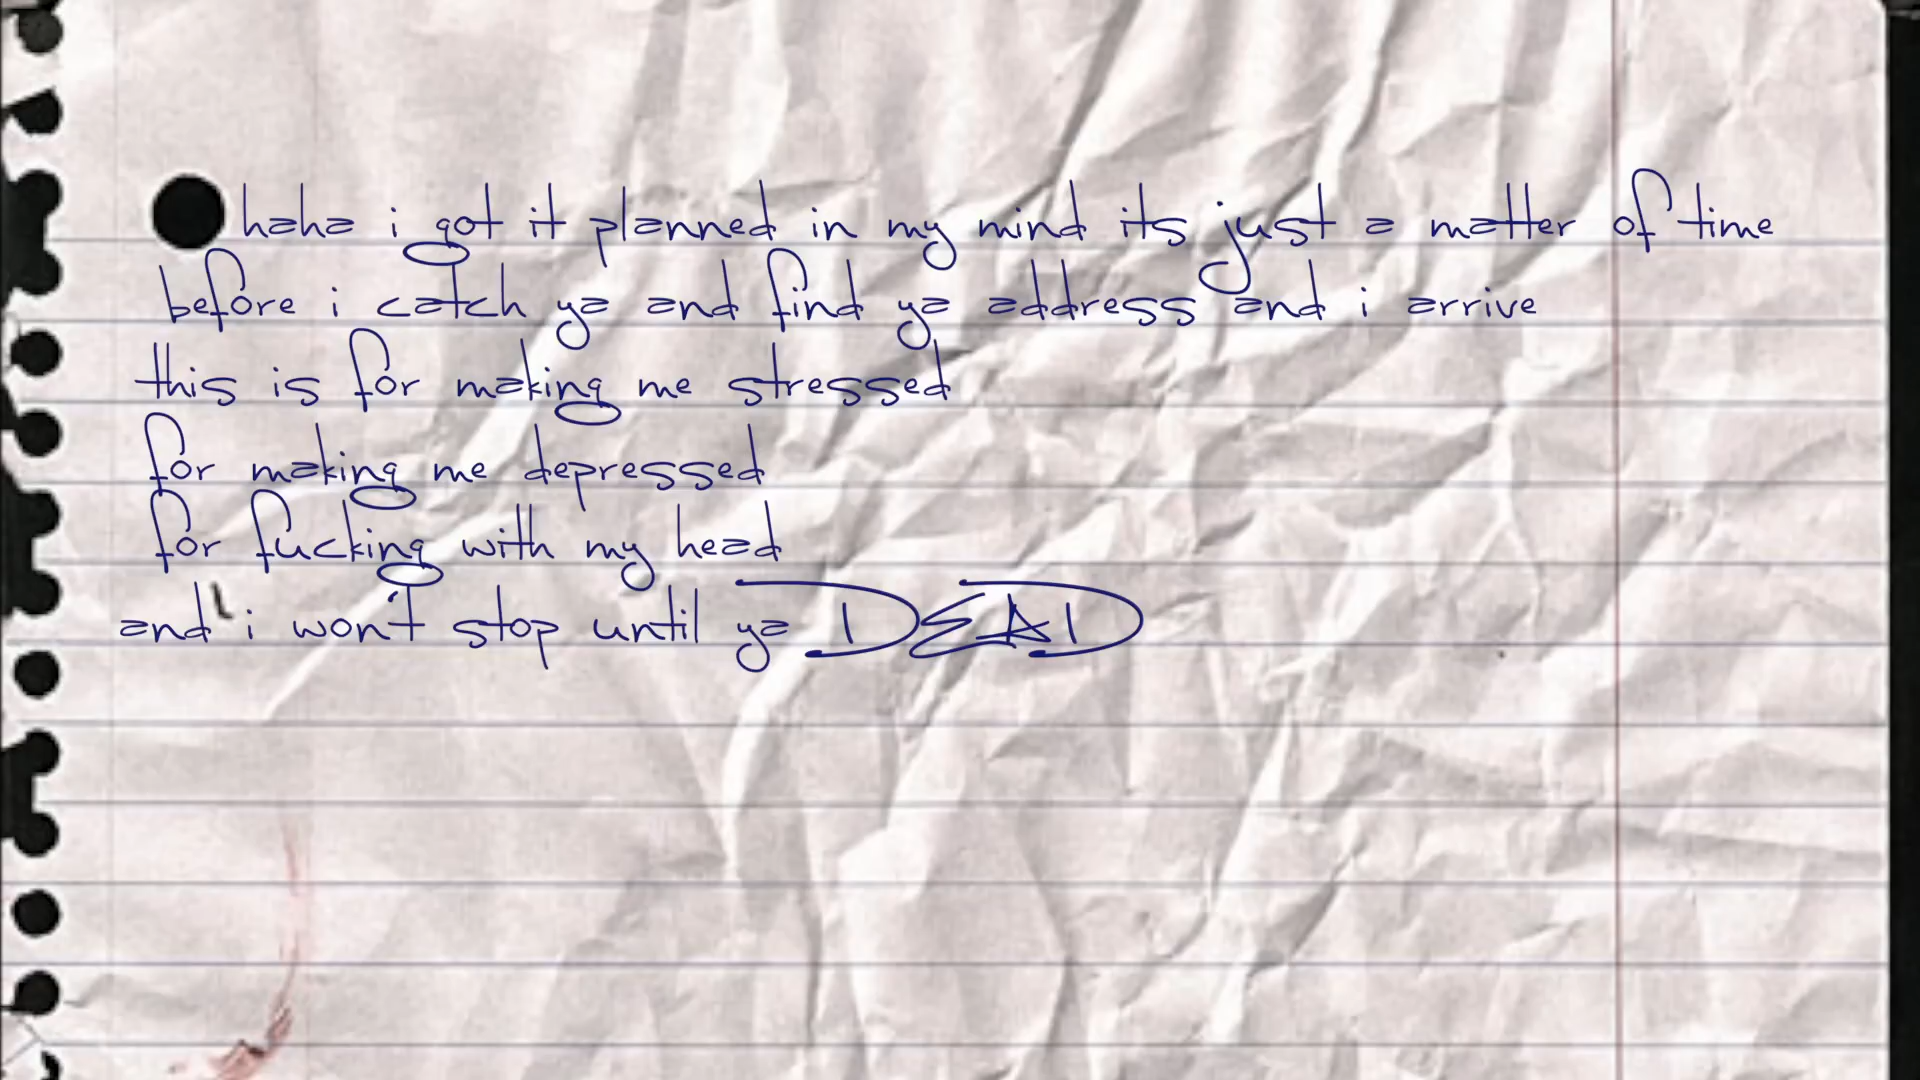 haha i got it planned in my mind its just a matter of time
before i catch ya and find ya address and i arrive
this is for making me stressed
for making me depressed
for fucking with my head
and i won't stop until ya DEAD